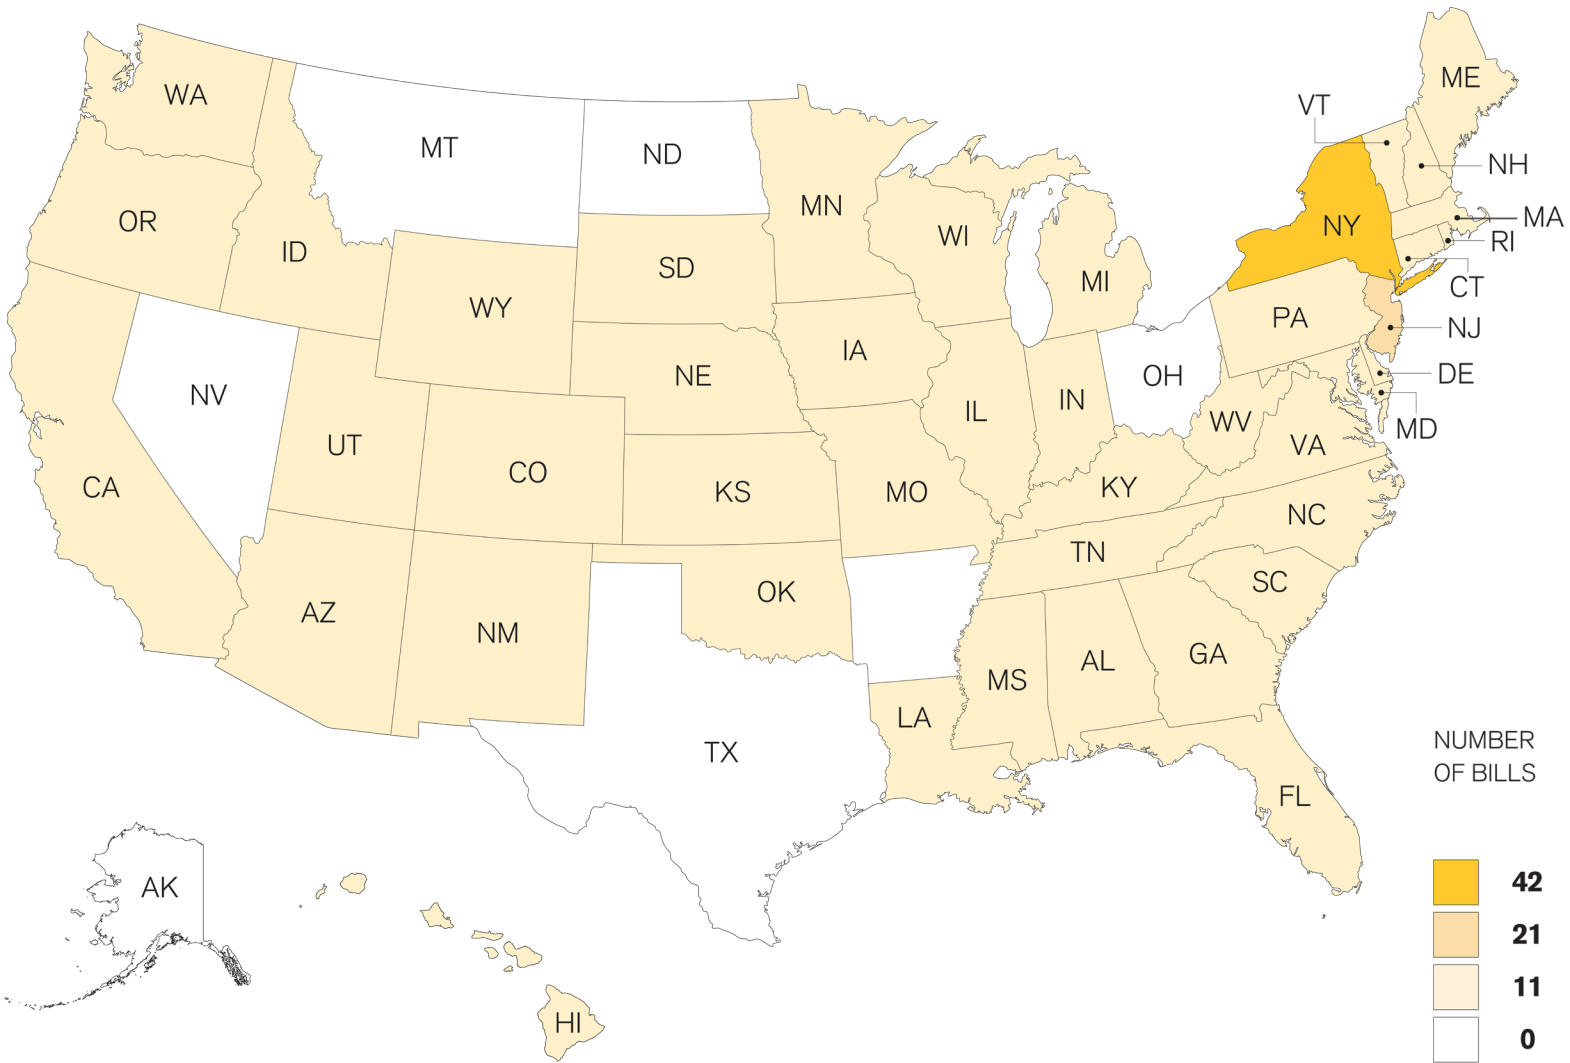 ME
WA
VT
MT
ND
NH
MN
MA
OR
NY
WI
RI
ID
SD
MI
CT
WY
PA
NJ
IA
NE
OH
DE
NV
IN
IL
WV
MD
UT
VA
CO
CA
KY
KS
MO
NC
TN
SC
OK
AZ
NM
GA
AL
MS
LA
TX
NUMBER
OF BILLS
FL
AK
42
21
11
HI
0